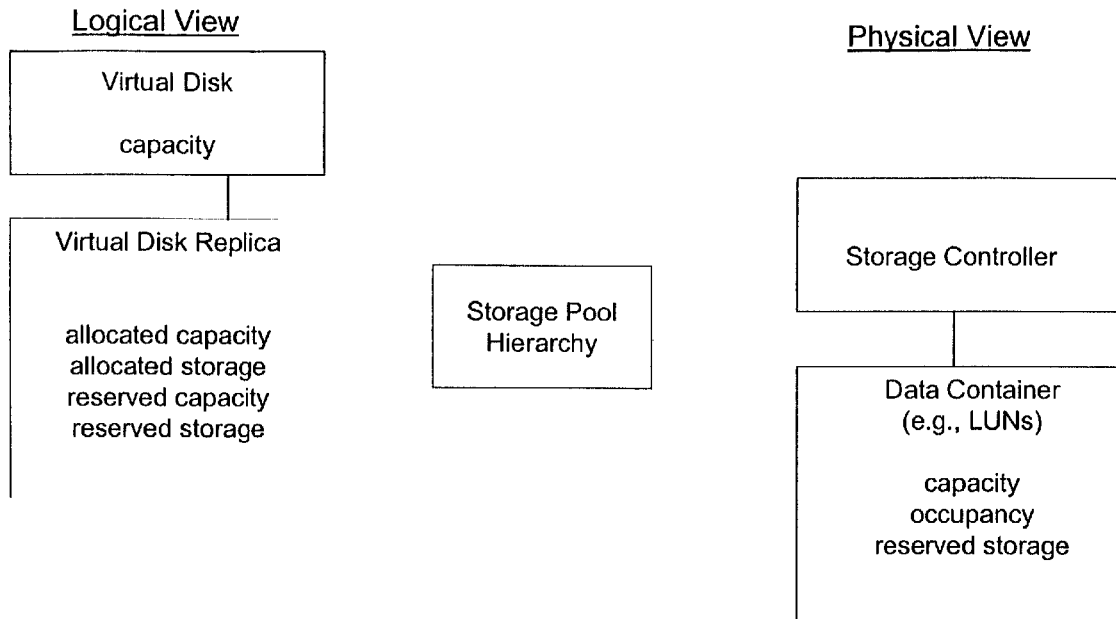 Logical View
Virtual Disk
capacity
Virtual Disk Replica
allocated capacity
allocated storage
reserved capacity
reserved storage
Storage Pool
Hierarchy
Physical View
Storage Controller
Data Container
(e.g., LUNs)
capacity
occupancy
reserved storage